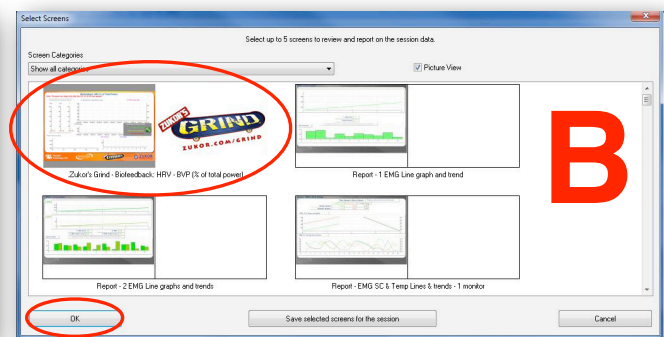 Select Screens
Select up to 5 screens to review and report on the session data.
Screen Categories
Show all categories
Picture View
ZUKOR'S
GRIND
ZUKOR.COM/GRIND
B
Zukor's Grind - Biofeedback: HRV - BVP (% of total power)
Report - 1 EMG Line graph and trend
Report - 2 EMG Line graphs and trends
Report - EMG SC & Temp Lines & trends - 1 monitor
OK
Save selected screens for the session
Cancel